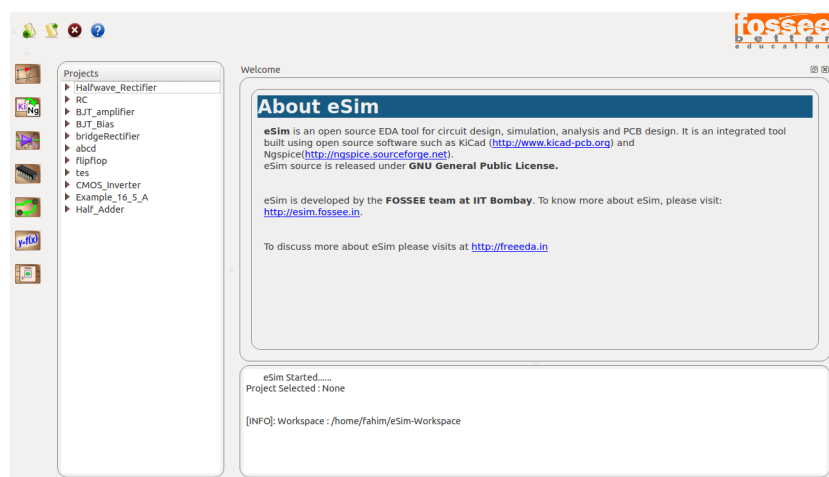 fossee
better
education
Projects
Halfwave_Rectifier
RC
BJT_amplifier
BJT_Bias
bridgeRectifier
abcd
flipflop
tes
CMOS_Inverter
Example_16_5_A
Half_Adder
Ki
Ng
y=f(x)
Welcome
About eSim
eSim is an open source EDA tool for circuit design, simulation, analysis and PCB design. It is an integrated tool
built using open source software such as KiCad (http://www.kicad-pcb.org) and
Ngspice(http://ngspice.sourceforge.net).
eSim source is released under GNU General Public License.
eSim is developed by the FOSSEE team at IIT Bombay. To know more about eSim, please visit:
http://esim.fossee.in.
To discuss more about eSim please visits at http://freeeda.in
eSim Started......
Project Selected : None
[INFO]: Workspace : /home/fahim/eSim-Workspace